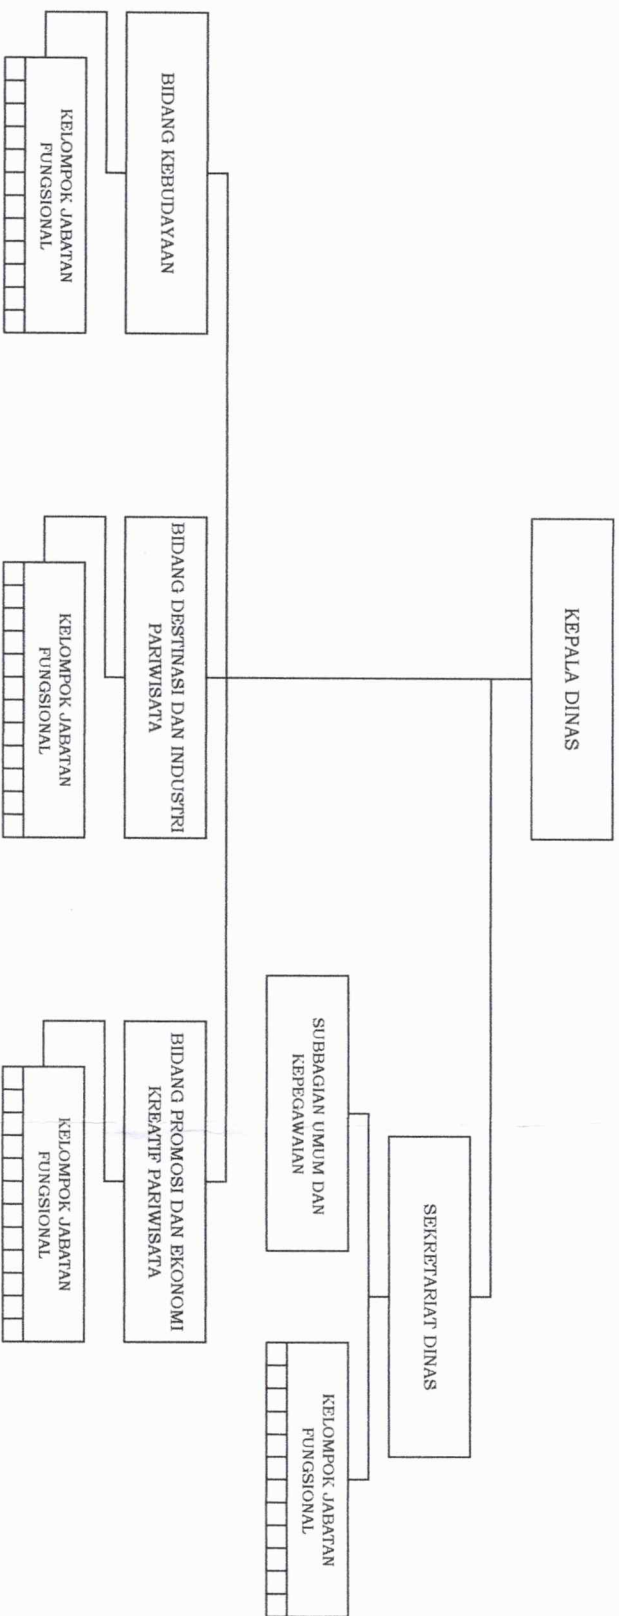 KEPALA DINAS
SEKRETARIAT DINAS
SUBBAGIAN UMUM DAN
KEPEGAWAIAN
KELOMPOK JABATAN
FUNGSIONAL
BIDANG KEBUDAYAAN
BIDANG DESTINASI DAN INDUSTRI
PARIWISATA
BIDANG PROMOSI DAN EKONOMI
KREATIF PARIWISATA
KELOMPOK JABATAN
FUNGSIONAL
KELOMPOK JABATAN
FUNGSIONAL
KELOMPOK JABATAN
FUNGSIONAL